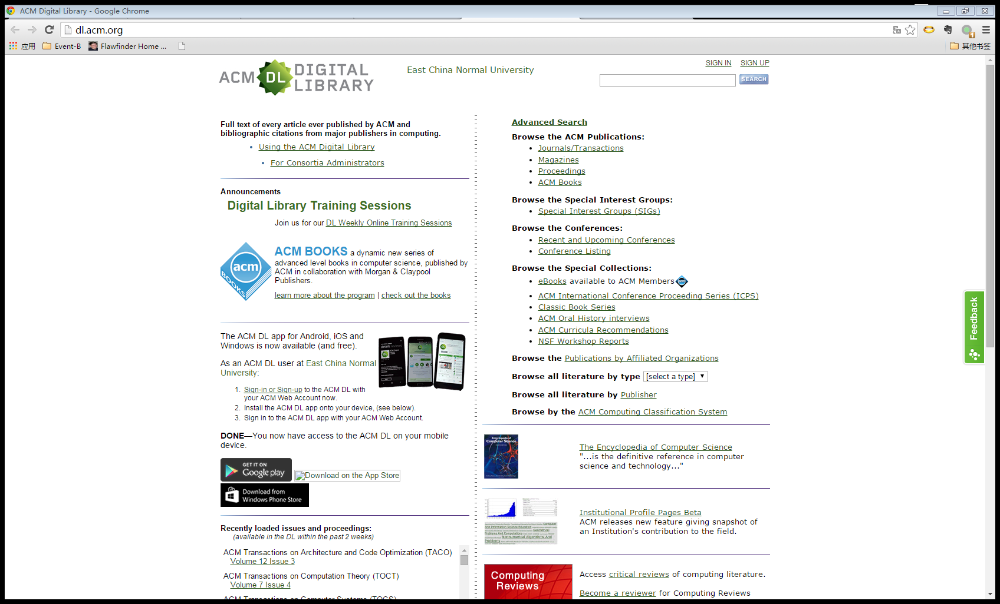 ACM Digital Library - Google Chrome
dl.acm.org
应用 Event-B Flawfinder Home ... 其他书签
ACM DL DIGITAL LIBRARY
East China Normal University
SIGN IN SIGN UP
SEARCH
Full text of every article ever published by ACM and
bibliographic citations from major publishers in computing.
Using the ACM Digital Library
For Consortia Administrators
Announcements
Digital Library Training Sessions
Join us for our DL Weekly Online Training Sessions
acm
BOOKS
ACM BOOKS a dynamic new series of
advanced level books in computer science, published by
ACM in collaboration with Morgan & Claypool
Publishers.
learn more about the program | check out the books
The ACM DL app for Android, iOS and
Windows is now available (and free).
As an ACM DL user at East China Normal
University:
1. Sign-in or Sign-up to the ACM DL with
your ACM Web Account now.
2. Install the ACM DL app onto your device, (see below).
3. Sign in to the ACM DL app with your ACM Web Account.
DONE—You now have access to the ACM DL on your mobile
device.
GET IT ON
Google play
Download on the App Store
Download from
Windows Phone Store
Recently loaded issues and proceedings:
(available in the DL within the past 2 weeks)
ACM Transactions on Architecture and Code Optimization (TACO)
Volume 12 Issue 3
ACM Transactions on Computation Theory (TOCT)
Volume 7 Issue 4
ACM Transactions on Computer Systems (TOCS)
Advanced Search
Browse the ACM Publications:
Journals/Transactions
Magazines
Proceedings
ACM Books
Browse the Special Interest Groups:
Special Interest Groups (SIGs)
Browse the Conferences:
Recent and Upcoming Conferences
Conference Listing
Browse the Special Collections:
eBooks available to ACM Members
ACM International Conference Proceeding Series (ICPS)
Classic Book Series
ACM Oral History interviews
ACM Curricula Recommendations
NSF Workshop Reports
Browse the Publications by Affiliated Organizations
Browse all literature by type [select a type]
Browse all literature by Publisher
Browse by the ACM Computing Classification System
Encyclopedia of
Computer Science
The Encyclopedia of Computer Science
"...is the definitive reference in computer
science and technology..."
Institutional Profile Pages Beta
ACM releases new feature giving snapshot of
an Institution's contribution to the field.
Computing
Reviews
Access critical reviews of computing literature.
Become a reviewer for Computing Reviews
Feedback